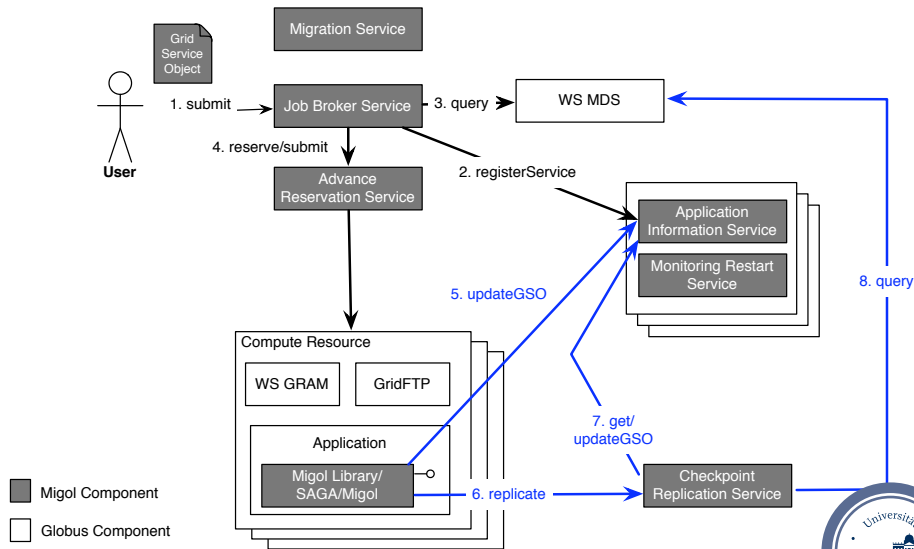 Grid
Service
Object
Migration Service
1. submit
Job Broker Service
3. query
WS MDS
User
4. reserve/submit
2. registerService
Advance
Reservation Service
Application
Information Service
Monitoring Restart
Service
5. updateGSO
8. query
Compute Resource
WS GRAM
GridFTP
7. get/
updateGSO
Application
Migol Library/
SAGA/Migol
6. replicate
Checkpoint
Replication Service
Migol Component
Globus Component